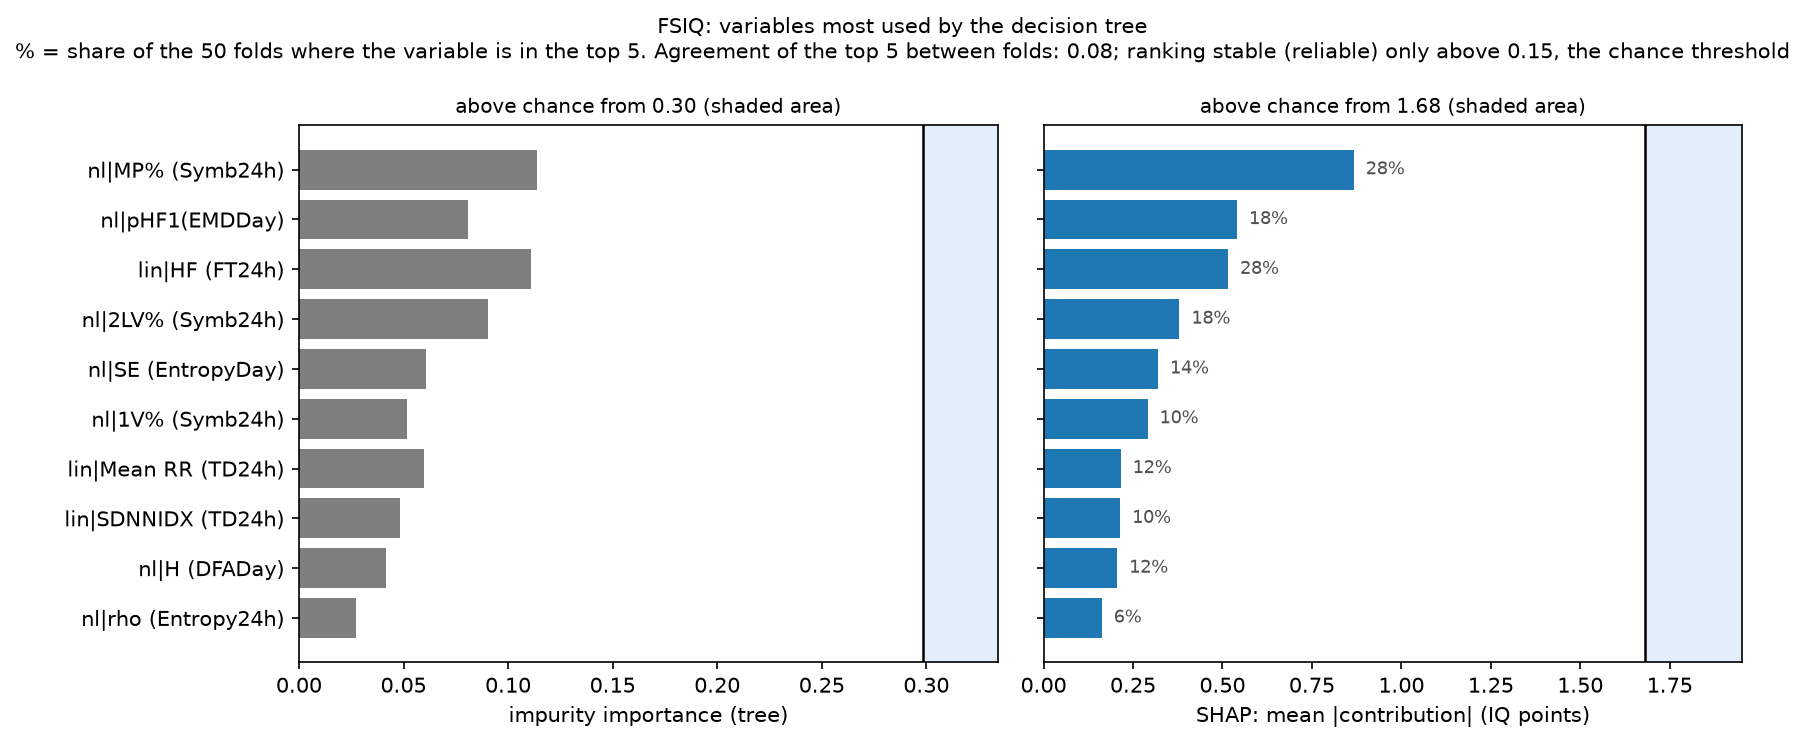 FSIQ: variables most used by the decision tree
% = share of the 50 folds where the variable is in the top 5. Agreement of the top 5 between folds: 0.08; ranking stable (reliable) only above 0.15, the chance threshold
above chance from 0.30 (shaded area)
nl|MP% (Symb24h)
nl|pHF1(EMDDay)
lin|HF (FT24h)
nl|2LV% (Symb24h)
nl|SE (EntropyDay)
nl|1V% (Symb24h)
lin|Mean RR (TD24h)
lin|SDNNIDX (TD24h)
nl|H (DFADay)
nl|rho (Entropy24h)
0.00 0.05 0.10 0.15 0.20 0.25 0.30
impurity importance (tree)
above chance from 1.68 (shaded area)
28%
18%
28%
18%
14%
10%
12%
10%
12%
6%
0.00 0.25 0.50 0.75 1.00 1.25 1.50 1.75
SHAP: mean |contribution| (IQ points)